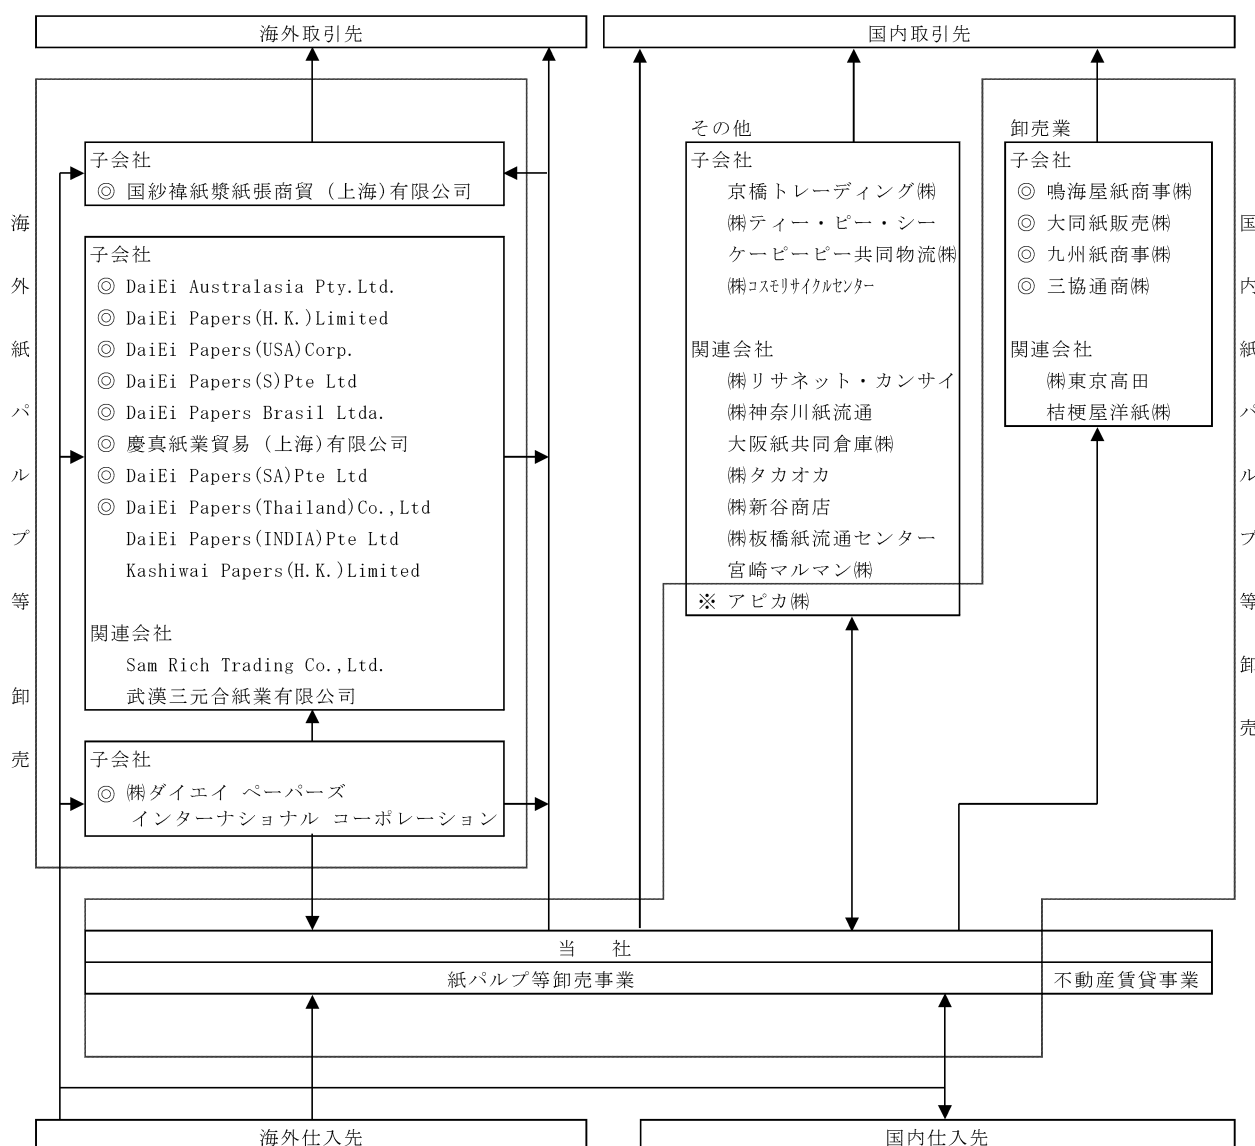 海外取引先
国内取引先
海外紙パルプ等卸売
子会社
◎ 国紗褘紙漿紙張商貿（上海)有限公司
子会社
◎ DaiEi Australasia Pty.Ltd.
◎ DaiEi Papers(H.K.)Limited
◎ DaiEi Papers(USA)Corp.
◎ DaiEi Papers(S)Pte Ltd
◎ DaiEi Papers Brasil Ltda.
◎ 慶真紙業貿易（上海)有限公司
◎ DaiEi Papers(SA)Pte Ltd
◎ DaiEi Papers(Thailand)Co.,Ltd
DaiEi Papers(INDIA)Pte Ltd
Kashiwai Papers(H.K.)Limited
関連会社
Sam Rich Trading Co.,Ltd.
武漢三元合紙業有限公司
子会社
◎ ㈱ダイエイ ペーパーズ
インターナショナル コーポレーション
その他
子会社
京橋トレーディング㈱
㈱ティー・ピー・シー
ケーピーピー共同物流㈱
㈱コスモリサイクルセンター
関連会社
㈱リサネット・カンサイ
㈱神奈川紙流通
大阪紙共同倉庫㈱
㈱タカオカ
㈱新谷商店
㈱板橋紙流通センター
宮崎マルマン㈱
※ アピカ㈱
卸売業
子会社
◎ 鳴海屋紙商事㈱
◎ 大同紙販売㈱
◎ 九州紙商事㈱
◎ 三協通商㈱
関連会社
㈱東京高田
桔梗屋洋紙㈱
国内紙パルプ等卸売
当　社
紙パルプ等卸売事業
不動産賃貸事業
海外仕入先
国内仕入先